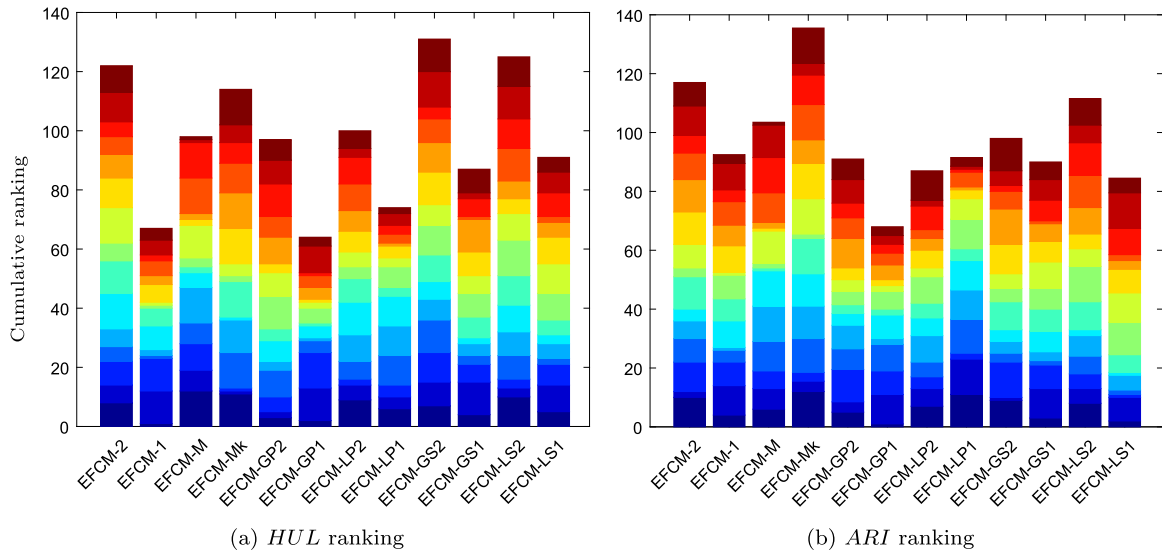 Cumulative ranking
140
120
100
80
60
40
20
0
EFCM-2
EFCM-1
EFCM-M
EFCM-Mk
EFCM-GP2
EFCM-GP1
EFCM-LP2
EFCM-LP1
EFCM-GS2
EFCM-GS1
EFCM-LS2
EFCM-LS1
(a) HUL ranking
140
120
100
80
60
40
20
0
EFCM-2
EFCM-1
EFCM-M
EFCM-Mk
EFCM-GP2
EFCM-GP1
EFCM-LP2
EFCM-LP1
EFCM-GS2
EFCM-GS1
EFCM-LS2
EFCM-LS1
(b) ARI ranking